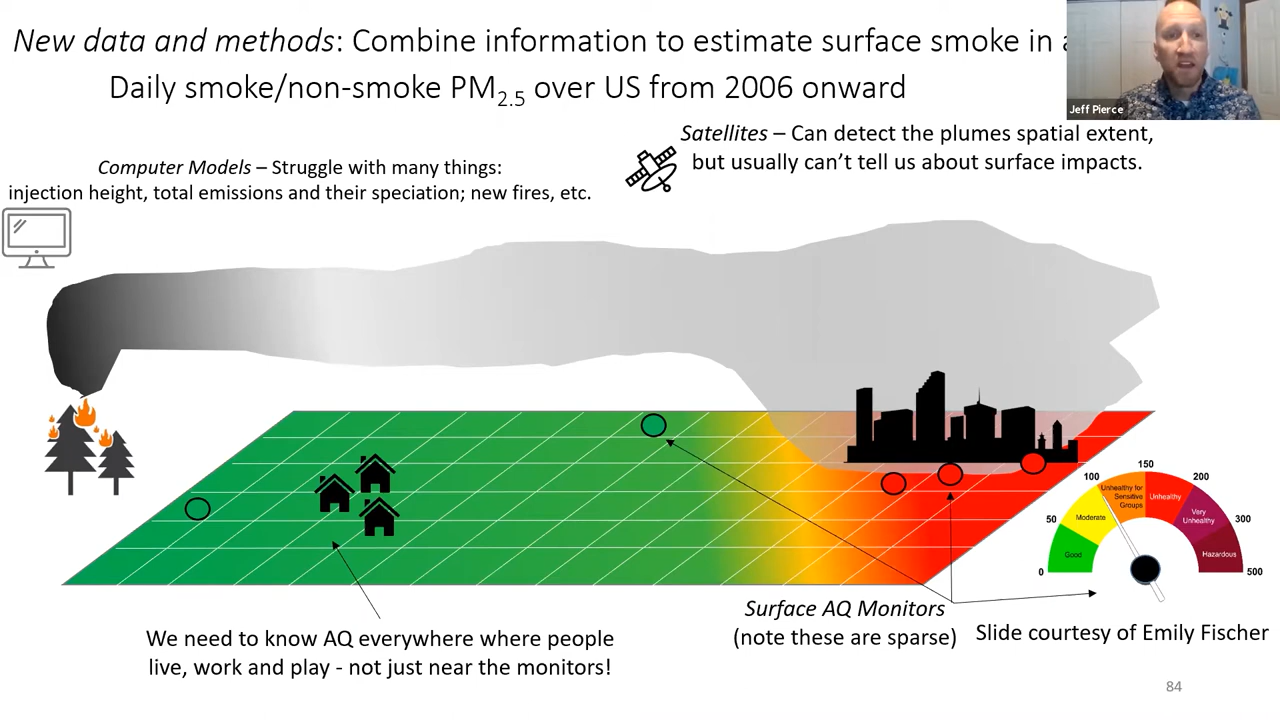 New data and methods: Combine information to estimate surface smoke in
Daily smoke/non-smoke PM2.5 over US from 2006 onward
Jeff Pierce
Satellites – Can detect the plumes spatial extent,
but usually can't tell us about surface impacts.
Computer Models – Struggle with many things:
injection height, total emissions and their speciation; new fires, etc.
0
50
100
150
200
300
500
Good
Moderate
Unhealthy for
Sensitive
Groups
Unhealthy
Very
Unhealthy
Hazardous
We need to know AQ everywhere where people
live, work and play - not just near the monitors!
Surface AQ Monitors
(note these are sparse)
Slide courtesy of Emily Fischer
84